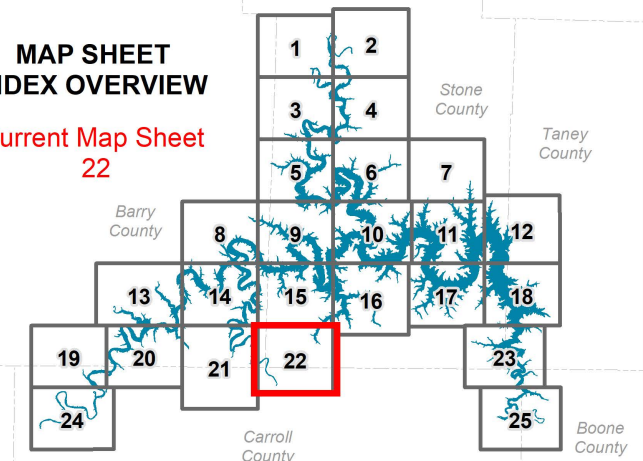 MAP SHEET
NDEX OVERVIEW
urrent Map Sheet
22
1
2
3
4
Stone
County
Taney
County
5
6
7
Barry
County
8
9
10
11
12
13
14
15
16
17
18
19
20
21
22
23
24
25
Carroll
County
Boone
County